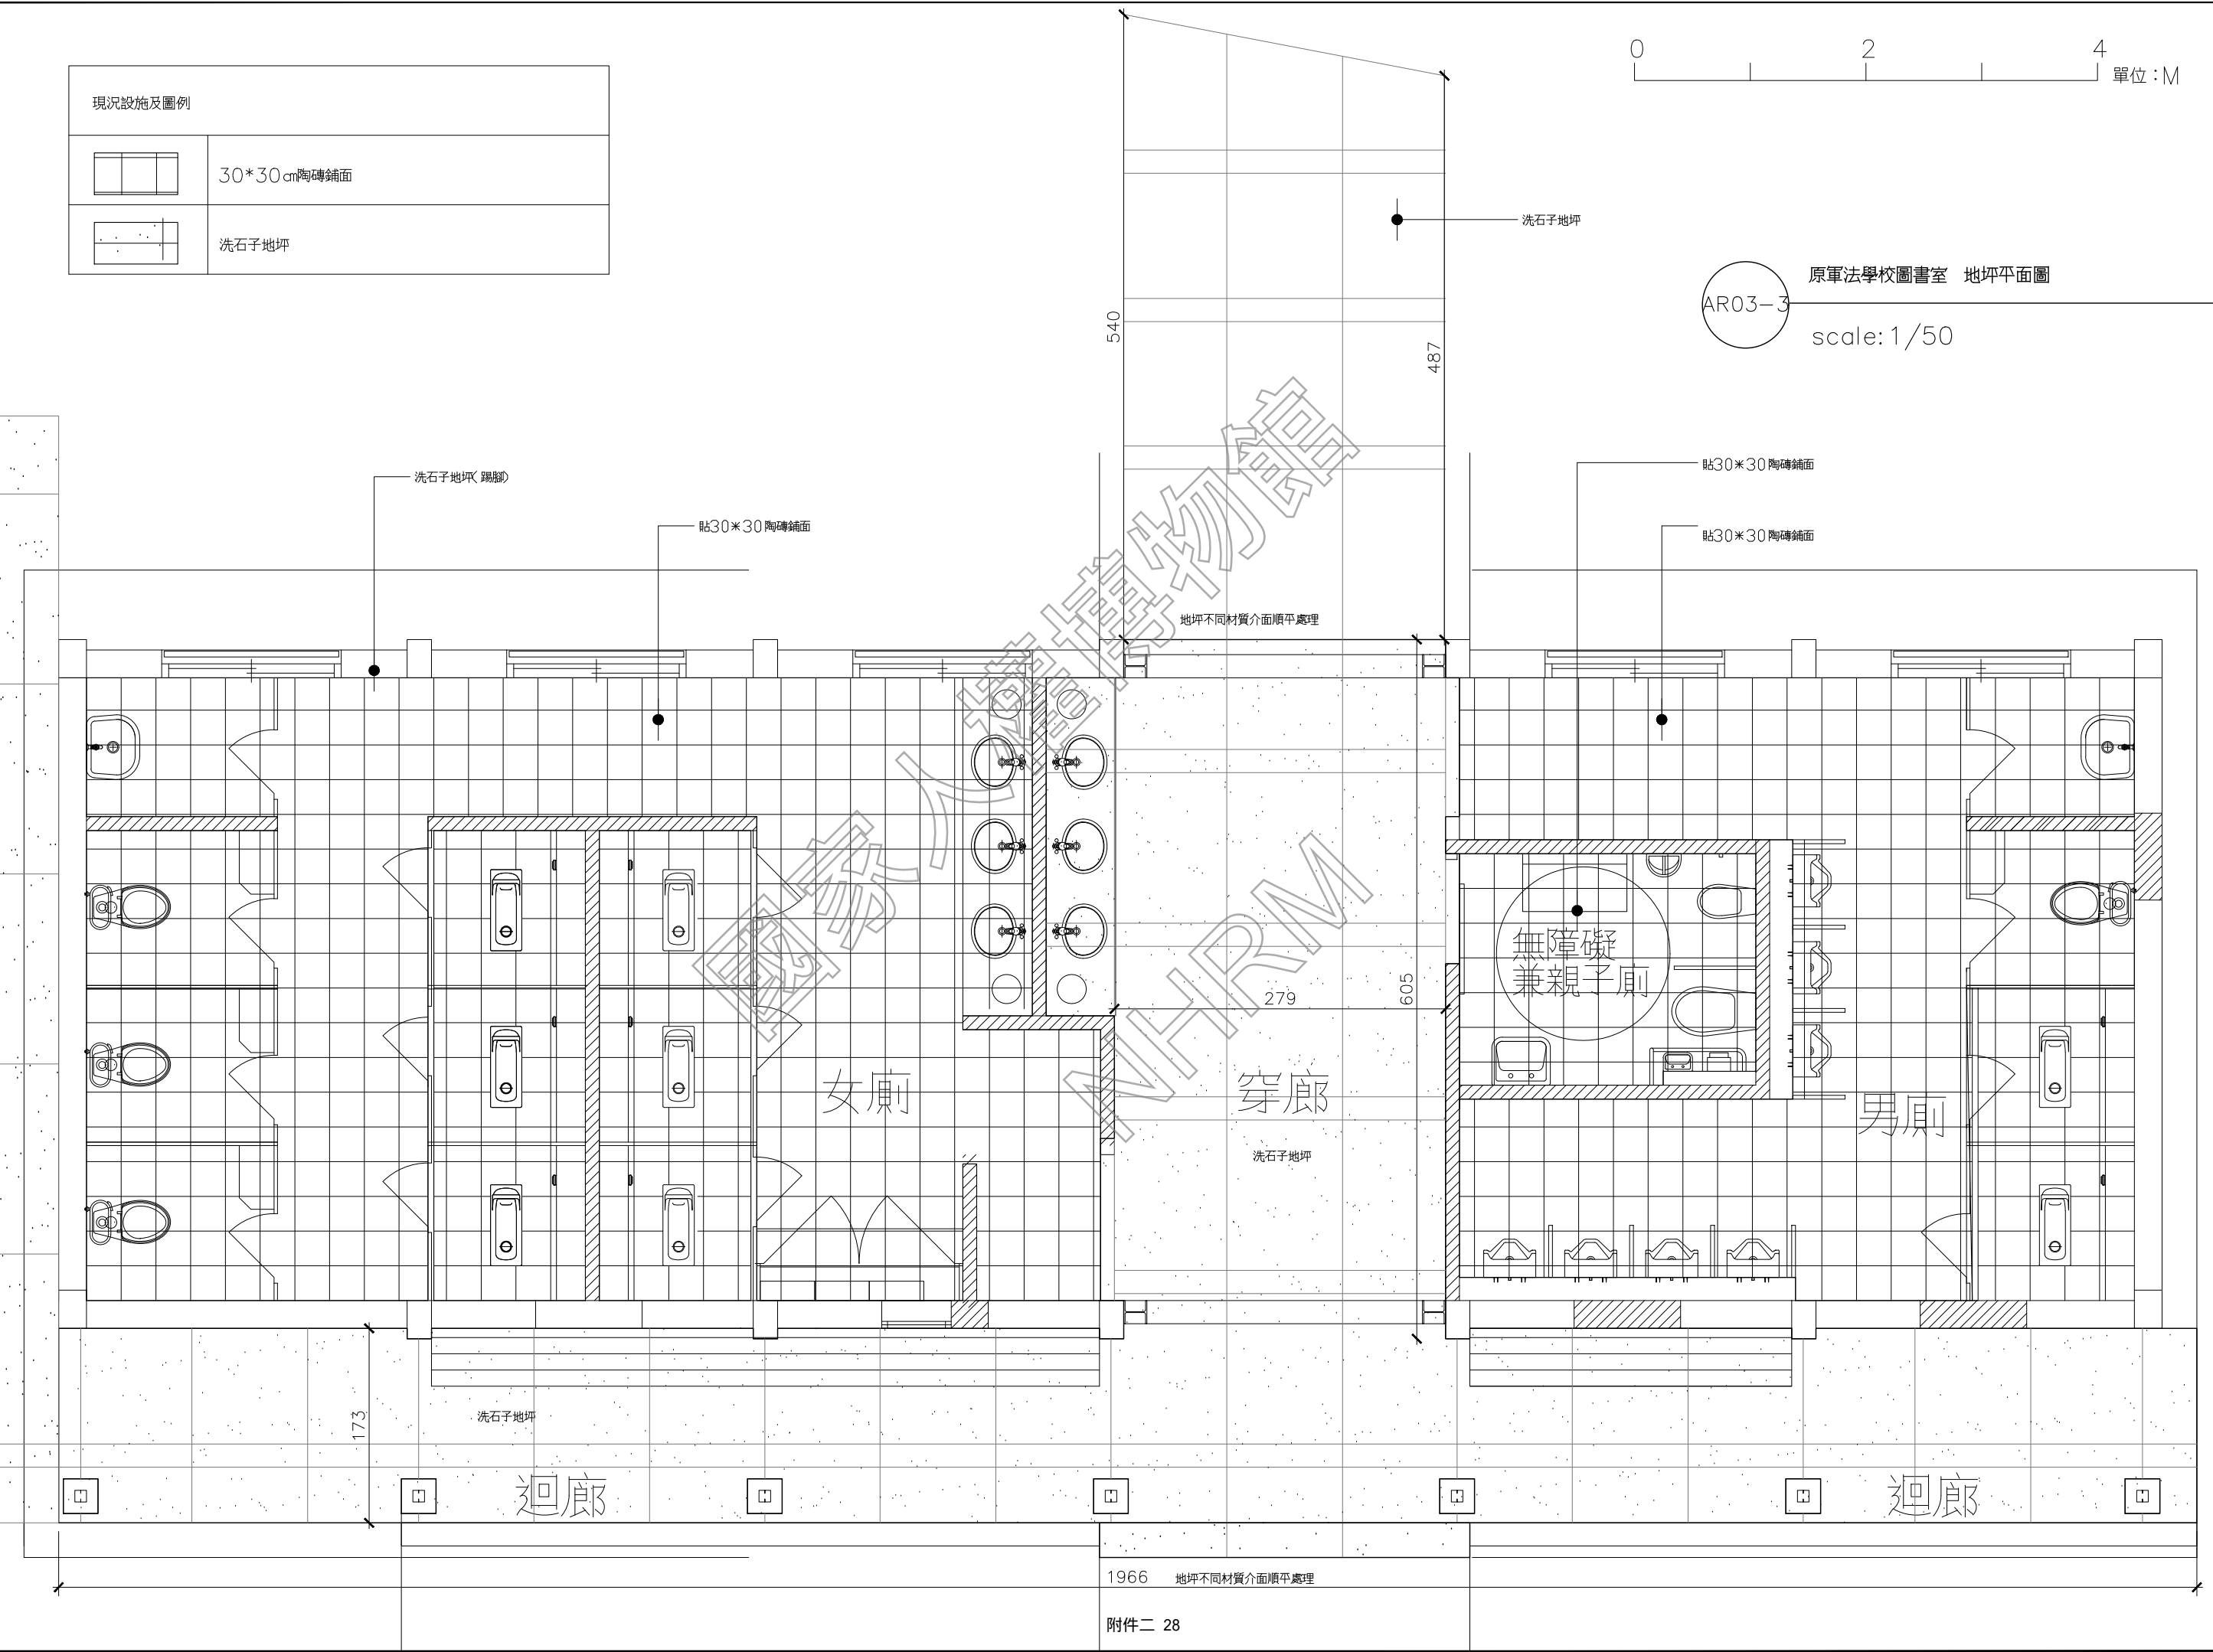 0 2 4
單位：M
現況設施及圖例
30*30cm陶磚鋪面
洗石子地坪
洗石子地坪
AR03-3
原軍法學校圖書室 地坪平面圖
scale:1/50
540
487
貼30*30陶磚鋪面
洗石子地坪(踢腳)
貼30*30陶磚鋪面
貼30*30陶磚鋪面
地坪不同材質介面順平處理
國家人權博物館
NHRM
無障礙
兼親子廁
279
605
女廁
穿廊
男廁
洗石子地坪
173
洗石子地坪
迴廊
迴廊
1966 地坪不同材質介面順平處理
附件二 28